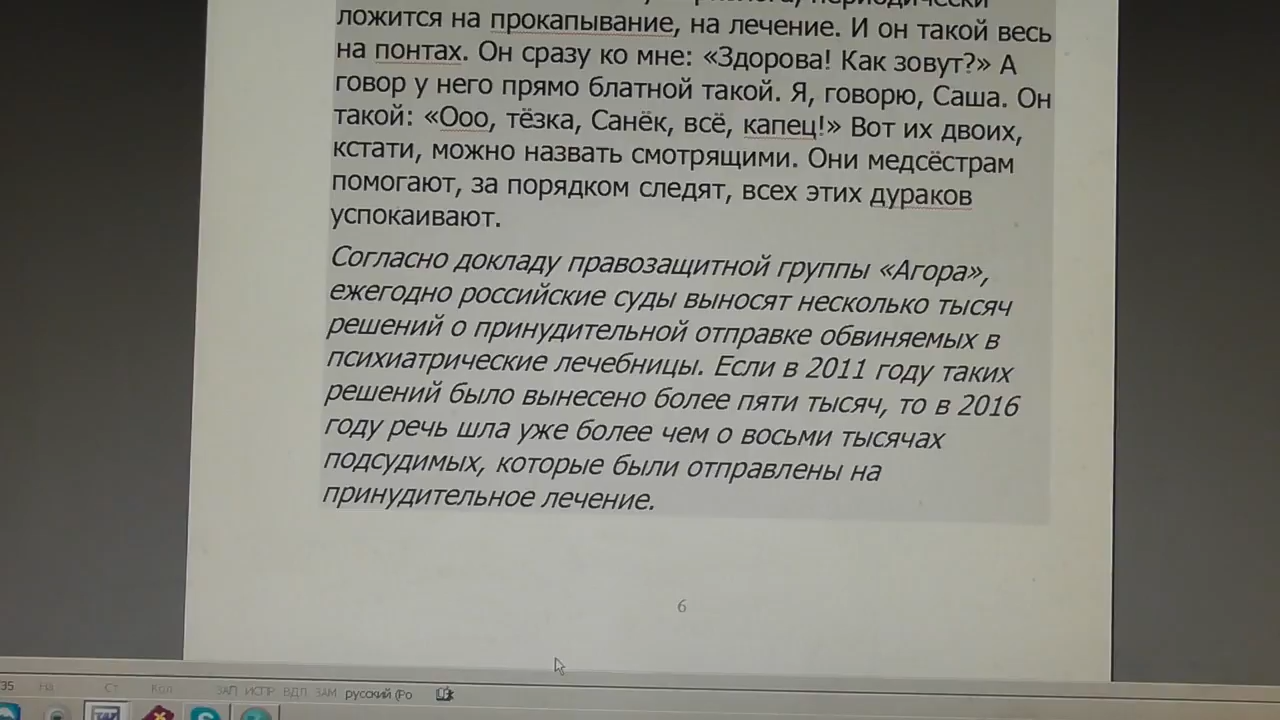 ложится на прокапывание, на лечение. И он такой весь
на понтах. Он сразу ко мне: «Здорова! Как зовут?» А
говор у него прямо блатной такой. Я, говорю, Саша. Он
такой: «Ооо, тёзка, Санёк, всё, капец!» Вот их двоих,
кстати, можно назвать смотрящими. Они медсёстрам
помогают, за порядком следят, всех этих дураков
успокаивают.
Согласно докладу правозащитной группы «Агора»,
ежегодно российские суды выносят несколько тысяч
решений о принудительной отправке обвиняемых в
психиатрические лечебницы. Если в 2011 году таких
решений было вынесено более пяти тысяч, то в 2016
году речь шла уже более чем о восьми тысячах
подсудимых, которые были отправлены на
принудительное лечение.
6
35 На Ст Кол ЗАП ИСПР ВДЛ ЗАМ русский (Ро